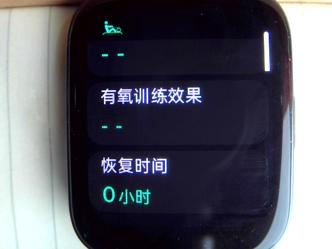 --
有氧训练效果
--
恢复时间
0小时